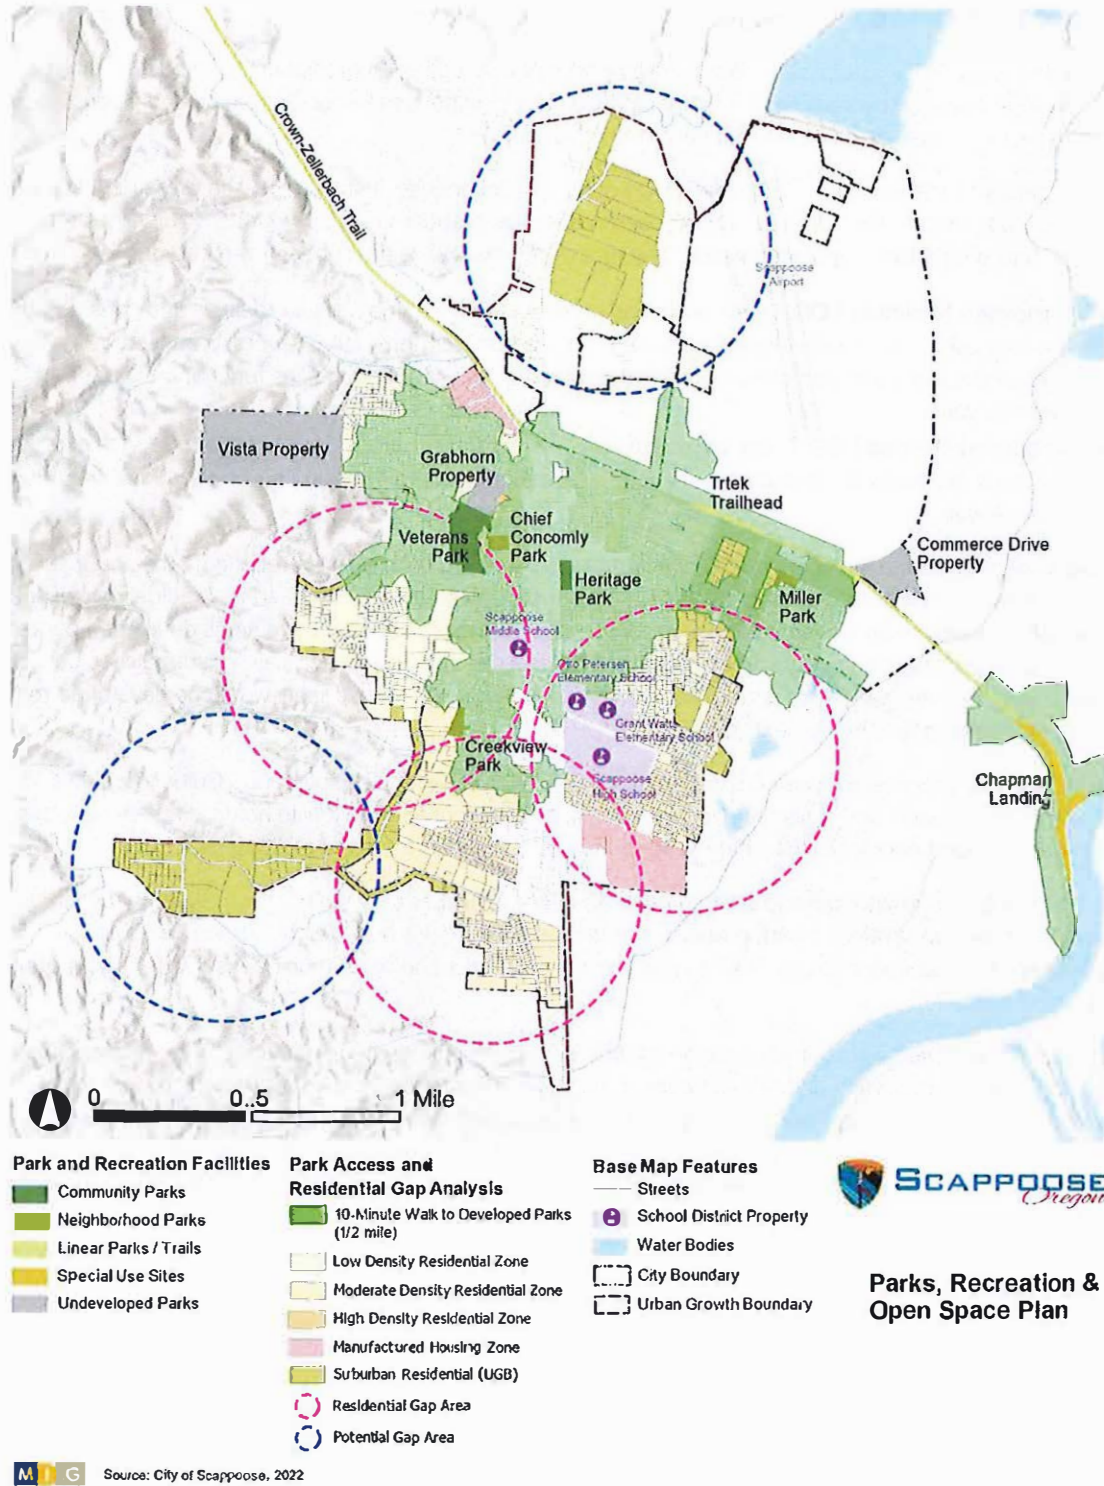 Crown-Zellerbach Trail
Scappoose
Airport
Vista Property
Grabhorn
Property
Trtek
Trailhead
Veterans
Park
Chief
Concomly
Park
Commerce Drive
Property
Heritage
Park
Miller
Park
Scappoose
Middle School
Otto Petersen
Elementary School
Grant Watts
Elementary School
Creekview
Park
Scappoose
High School
Chapman
Landing
0 0.5 1 Mile
Park and Recreation Facilities
Community Parks
Neighborhood Parks
Linear Parks / Trails
Special Use Sites
Undeveloped Parks
Park Access and
Residential Gap Analysis
10-Minute Walk to Developed Parks
(1/2 mile)
Low Density Residential Zone
Moderate Density Residential Zone
High Density Residential Zone
Manufactured Housing Zone
Suburban Residential (UGB)
Residential Gap Area
Potential Gap Area
Base Map Features
Streets
School District Property
Water Bodies
City Boundary
Urban Growth Boundary
SCAPPOOSE
Oregon
Parks, Recreation &
Open Space Plan
M I G
Source: City of Scappoose, 2022